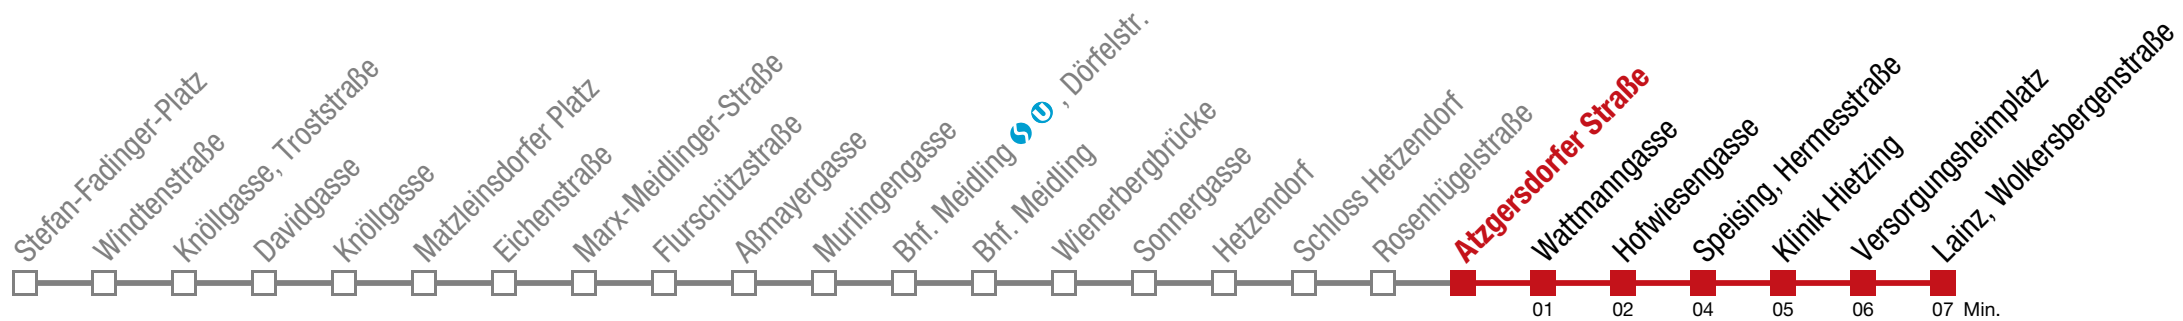 Stefan-Fadinger-Platz
Windtenstraße
Knöllgasse, Troststraße
Davidgasse
Knöllgasse
Matzleinsdorfer Platz
Eichenstraße
Marx-Meidlinger-Straße
Flurschützstraße
Aßmayergasse
Murlingengasse
Bhf. Meidling S U , Dörfelstr.
Bhf. Meidling
Wienerbergbrücke
Sonnergasse
Hetzendorf
Schloss Hetzendorf
Rosenhügelstraße
Atzgersdorfer Straße
Wattmanngasse
Hofwiesengasse
Speising, Hermesstraße
Klinik Hietzing
Versorgungsheimplatz
Lainz, Wolkersbergenstraße
01 02 04 05 06 07 Min.